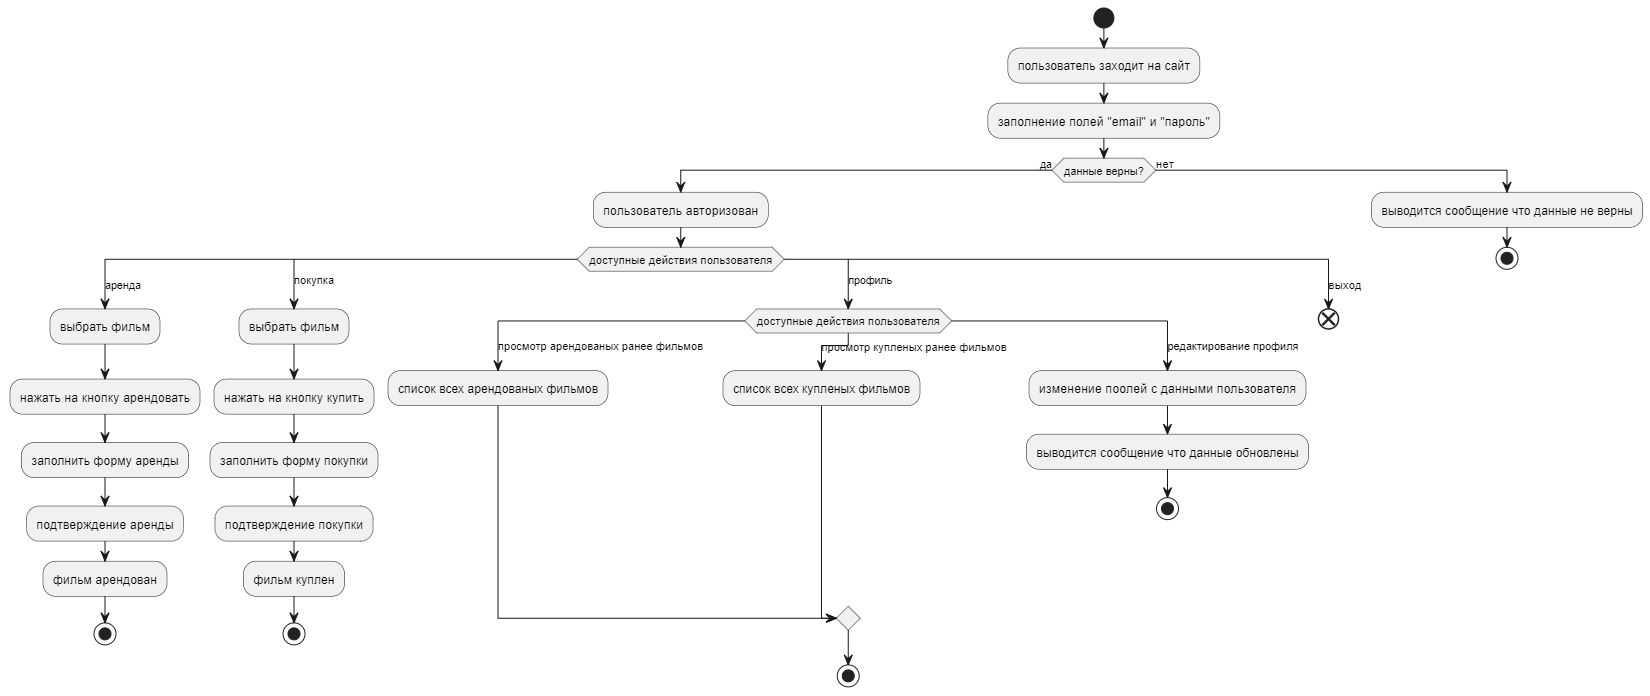 пользователь заходит на сайт
заполнение полей "email" и "пароль"
да
данные верны?
нет
пользователь авторизован
выводится сообщение что данные не верны
доступные действия пользователя
аренда
покупка
профиль
выход
выбрать фильм
выбрать фильм
доступные действия пользователя
просмотр арендованых ранее фильмов
просмотр купленых ранее фильмов
редактирование профиля
нажать на кнопку арендовать
нажать на кнопку купить
список всех арендованых фильмов
список всех купленых фильмов
изменение поолей с данными пользователя
заполнить форму аренды
заполнить форму покупки
выводится сообщение что данные обновлены
подтверждение аренды
подтверждение покупки
фильм арендован
фильм куплен